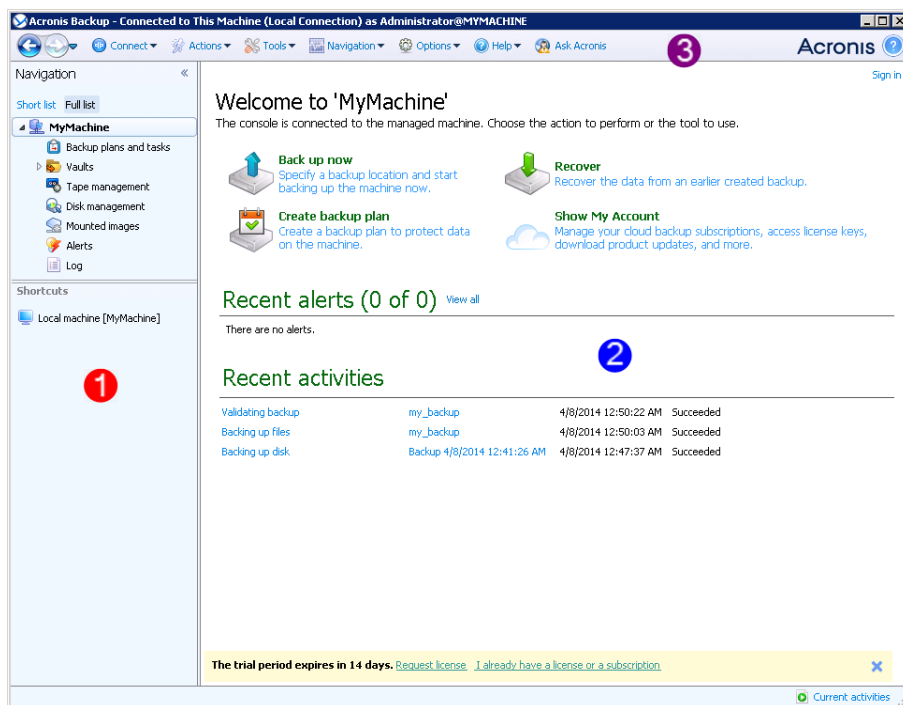 Acronis Backup - Connected to This Machine (Local Connection) as Administrator@MYMACHINE
Connect Actions Tools Navigation Options Help Ask Acronis
3
Acronis
?
Navigation
«
Short list Full list
MyMachine
Backup plans and tasks
Vaults
Tape management
Disk management
Mounted images
Alerts
Log
Shortcuts
Local machine [MyMachine]
1
Sign in
Welcome to 'MyMachine'
The console is connected to the managed machine. Choose the action to perform or the tool to use.
Back up now
Specify a backup location and start
backing up the machine now.
Recover
Recover the data from an earlier created backup.
Create backup plan
Create a backup plan to protect data
on the machine.
Show My Account
Manage your cloud backup subscriptions, access license keys,
download product updates, and more.
Recent alerts (0 of 0) View all
There are no alerts.
2
Recent activities
Validating backup my_backup 4/8/2014 12:50:22 AM Succeeded
Backing up files my_backup 4/8/2014 12:50:03 AM Succeeded
Backing up disk Backup 4/8/2014 12:41:26 AM 4/8/2014 12:47:37 AM Succeeded
The trial period expires in 14 days. Request license I already have a license or a subscription
Current activities